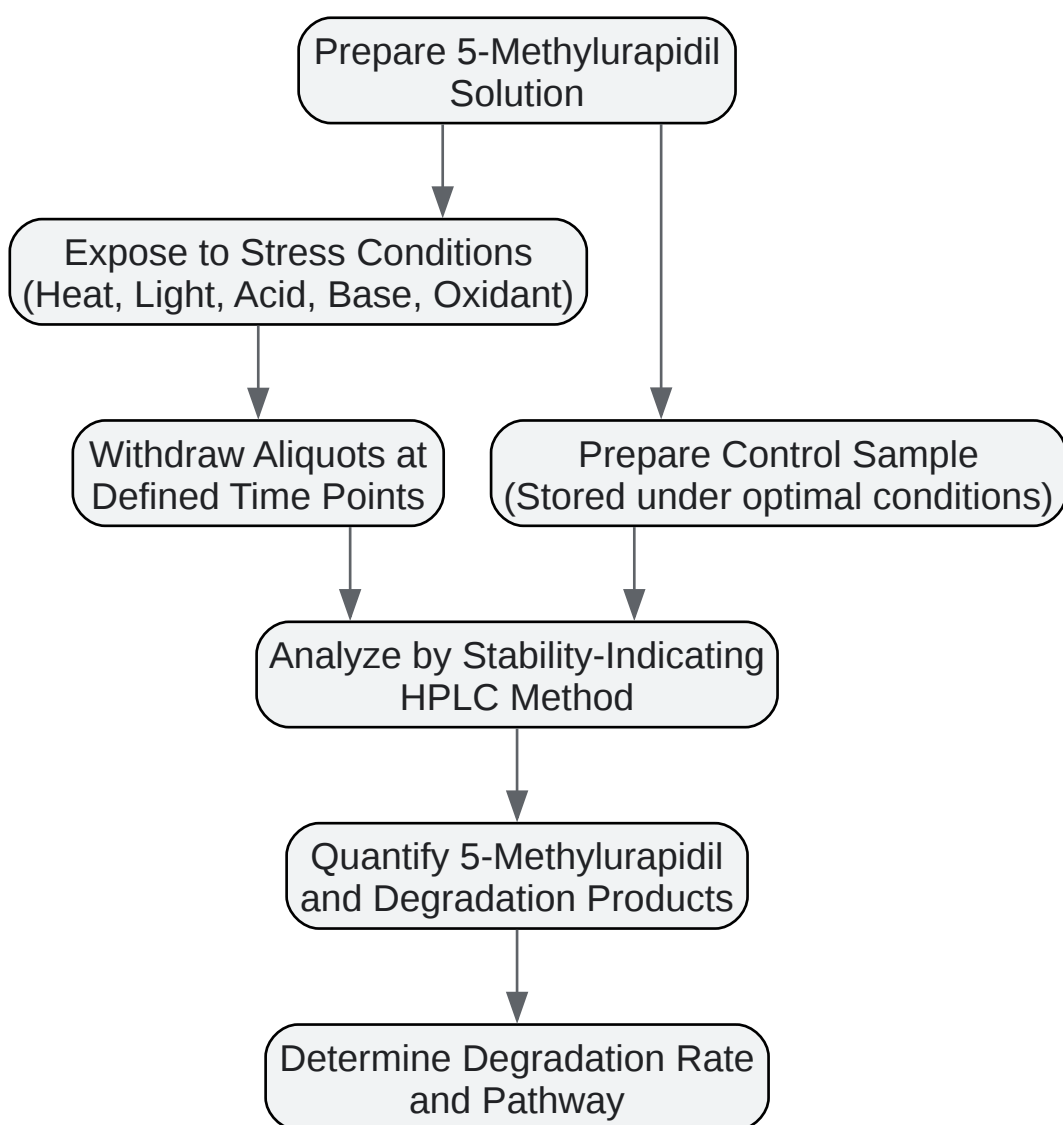 Prepare 5-Methylurapidil
Solution
Expose to Stress Conditions
(Heat, Light, Acid, Base, Oxidant)
Withdraw Aliquots at
Defined Time Points
Prepare Control Sample
(Stored under optimal conditions)
Analyze by Stability-Indicating
HPLC Method
Quantify 5-Methylurapidil
and Degradation Products
Determine Degradation Rate
and Pathway